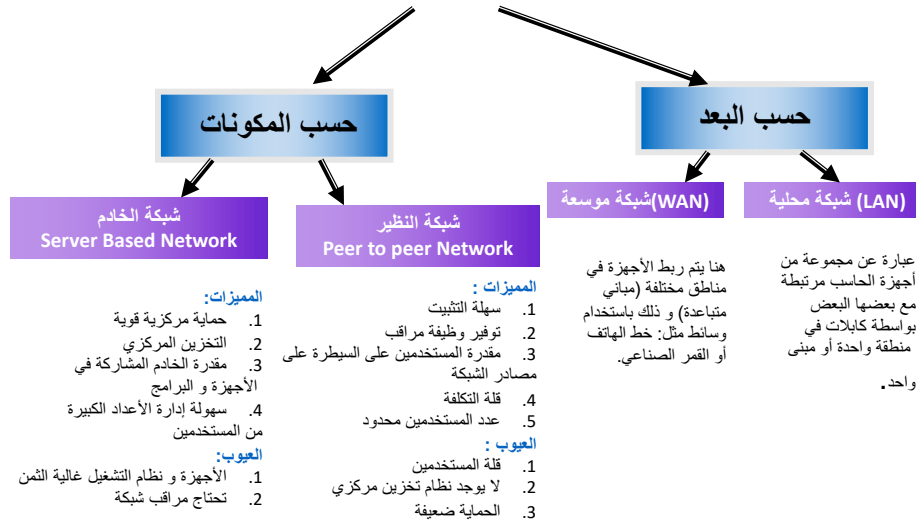 حسب البعد
حسب المكونات
(LAN) شبكة محلية
(WAN)شبكة موسعة
شبكة النظير
Peer to peer Network
شبكة الخادم
Server Based Network
عبارة عن مجموعة من
أجهزة الحاسب مرتبطة
مع بعضها البعض
بواسطة كابلات في
منطقة واحدة أو مبنى
واحد.
هنا يتم ربط الأجهزة في
مناطق مختلفة (مباني
متباعدة) و ذلك باستخدام
وسائط مثل: خط الهاتف
أو القمر الصناعي.
المميزات :
1. سهلة التثبيت
2. توفير وظيفة مراقب
3. مقدرة المستخدمين على السيطرة على
مصادر الشبكة
4. قلة التكلفة
5. عدد المستخدمين محدود
العيوب :
1. قلة المستخدمين
2. لا يوجد نظام تخزين مركزي
3. الحماية ضعيفة
المميزات:
1. حماية مركزية قوية
2. التخزين المركزي
3. مقدرة الخادم المشاركة في
الأجهزة و البرامج
4. سهولة إدارة الأعداد الكبيرة
من المستخدمين
العيوب:
1. الأجهزة و نظام التشغيل غالية الثمن
2. تحتاج مراقب شبكة